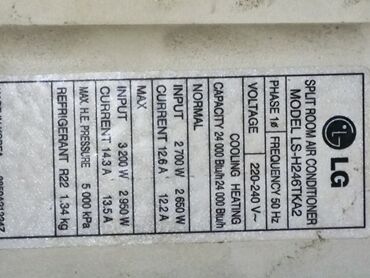 LG
SPLIT ROOM AIR CONDITIONER
MODEL LS-H246TKA2
PHASE 1ø FREQUENCY 50 Hz
VOLTAGE 220-240 V~
COOLING HEATING
CAPACITY 24 000 Btu/h 24 000 Btu/h
NORMAL
INPUT 2 700 W 2 650 W
CURRENT 12.6 A 12.2 A
MAX
INPUT 3 200 W 2 950 W
CURRENT 14.3 A 13.5 A
MAX. H.E. PRESSURE 5 000 kPa
REFRIGERANT R22 1.34 kg